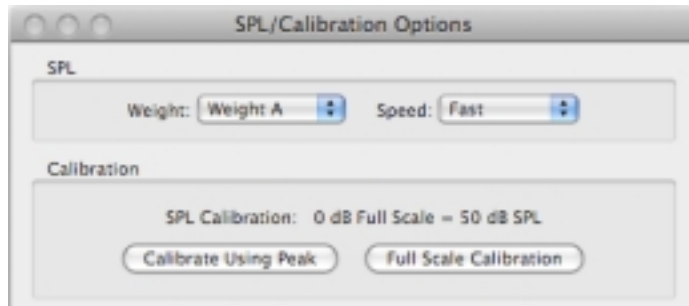 SPL/Calibration Options
SPL
Weight: Weight A Speed: Fast
Calibration
SPL Calibration: 0 dB Full Scale = 50 dB SPL
Calibrate Using Peak Full Scale Calibration